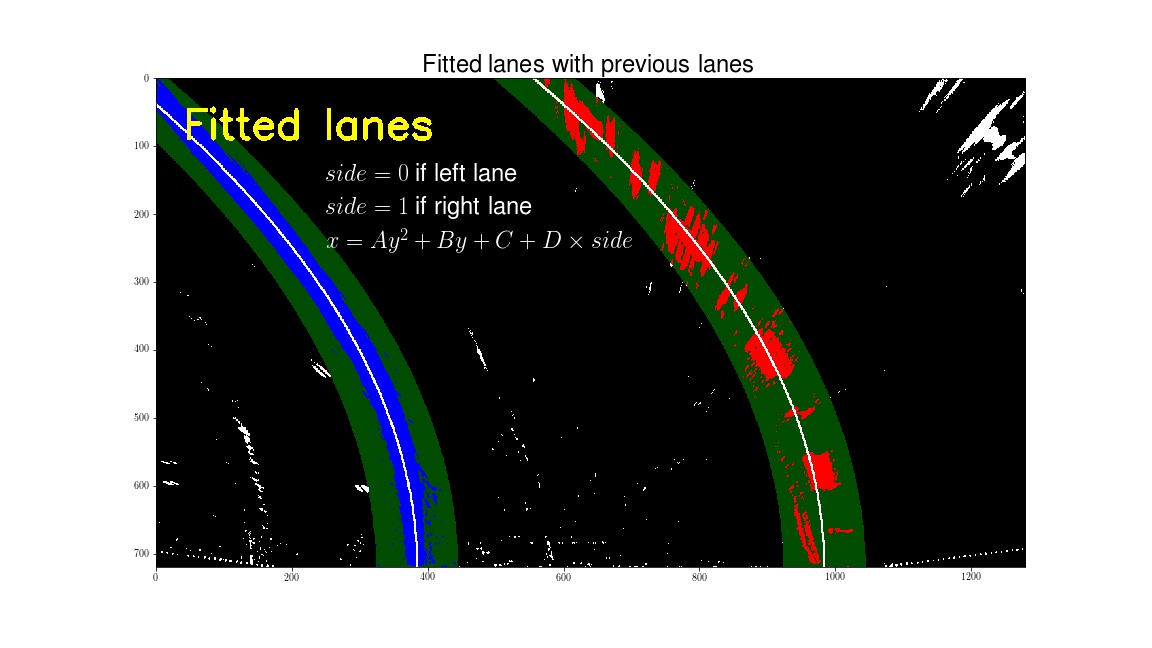 Fitted lanes with previous lanes
Fitted lanes
side = 0 if left lane
side = 1 if right lane
x = Ay² + By + C + D × side
0
100
200
300
400
500
600
700
0 200 400 600 800 1000 1200